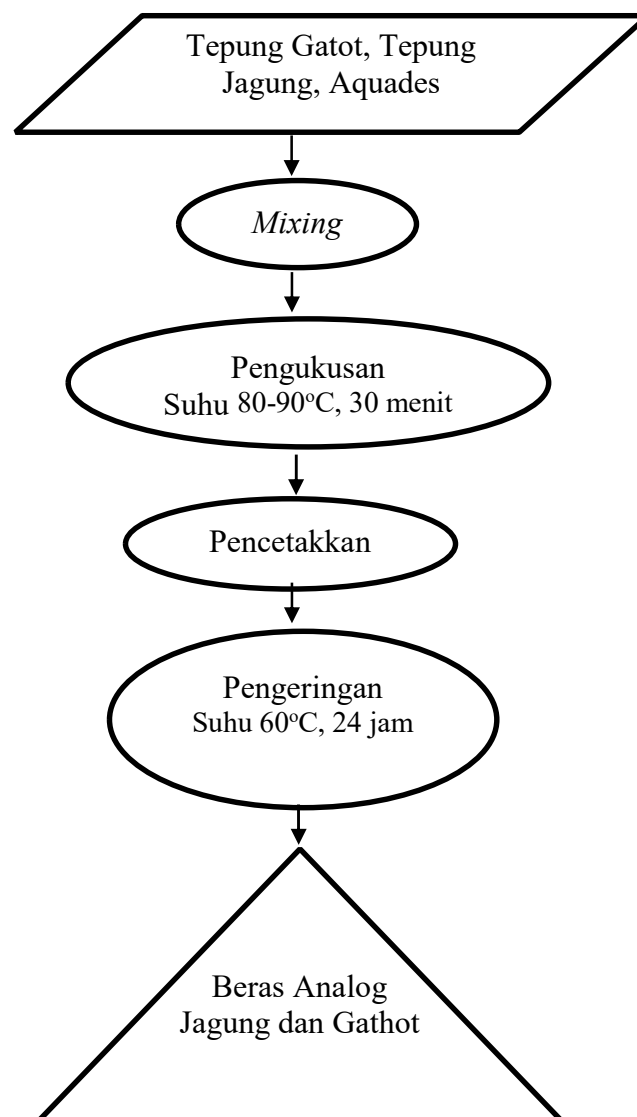 Tepung Gatot, Tepung
Jagung, Aquades
Mixing
Pengukusan
Suhu 80-90°C, 30 menit
Pencetakkan
Pengeringan
Suhu 60°C, 24 jam
Beras Analog
Jagung dan Gathot